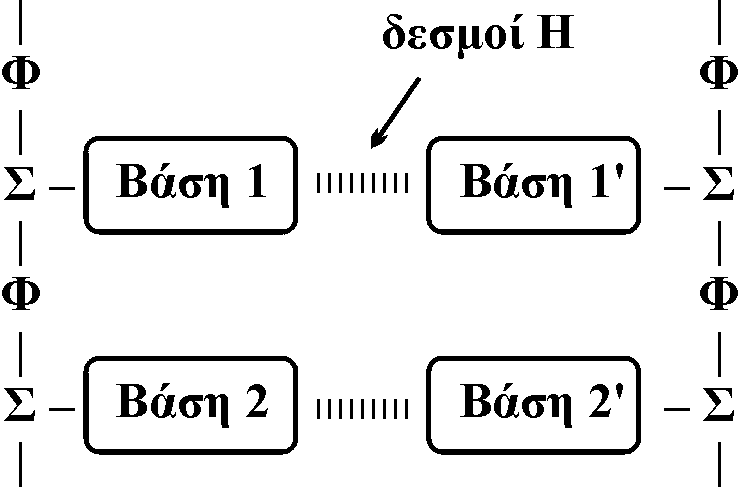 δεσμοί Η
Φ Φ
Σ – Βάση 1 Βάση 1' – Σ
Φ Φ
Σ – Βάση 2 Βάση 2' – Σ